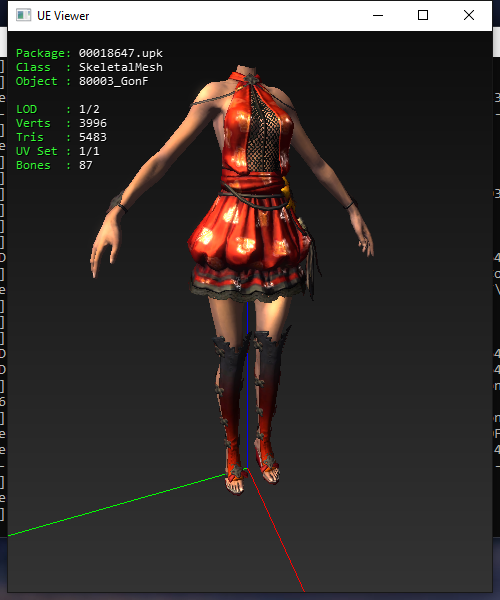 UE Viewer
Package: 00018647.upk
Class : SkeletalMesh
Object : 80003_GonF
LOD : 1/2
Verts : 3996
Tris : 5483
UV Set : 1/1
Bones : 87